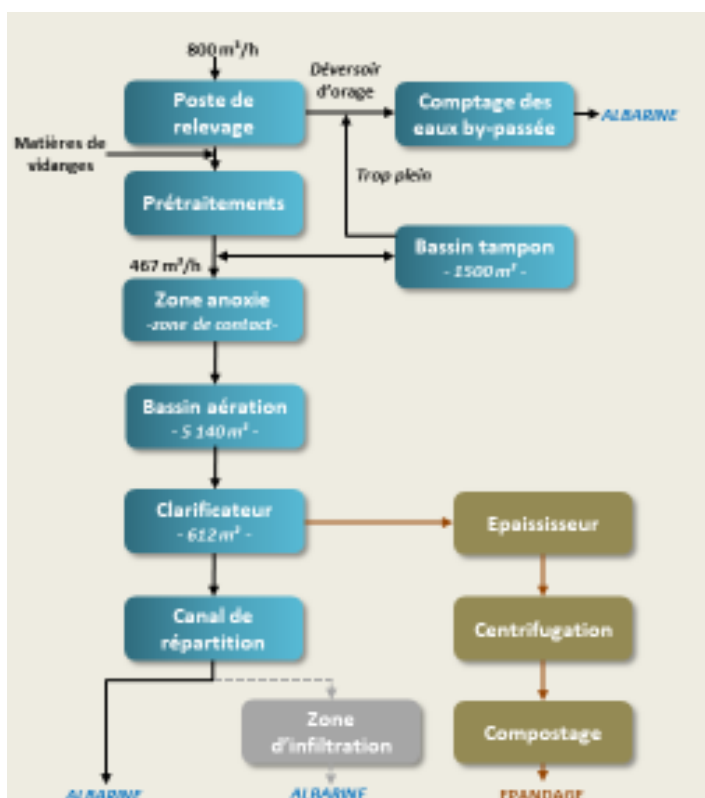 800 m³/h
Déversoir
d'orage
Poste de
relevage
Comptage des
eaux by-passée
ALBARINE
Matières de
vidanges
Trop plein
Prétraitements
Bassin tampon
- 1500 m³ -
467 m³/h
Zone anoxie
-zone de contact-
Bassin aération
- 5 140 m³ -
Clarificateur
- 612 m² -
Epaississeur
Canal de
répartition
Centrifugation
Zone
d'infiltration
Compostage
ALBARINE
ALBARINE
EPANDAGE